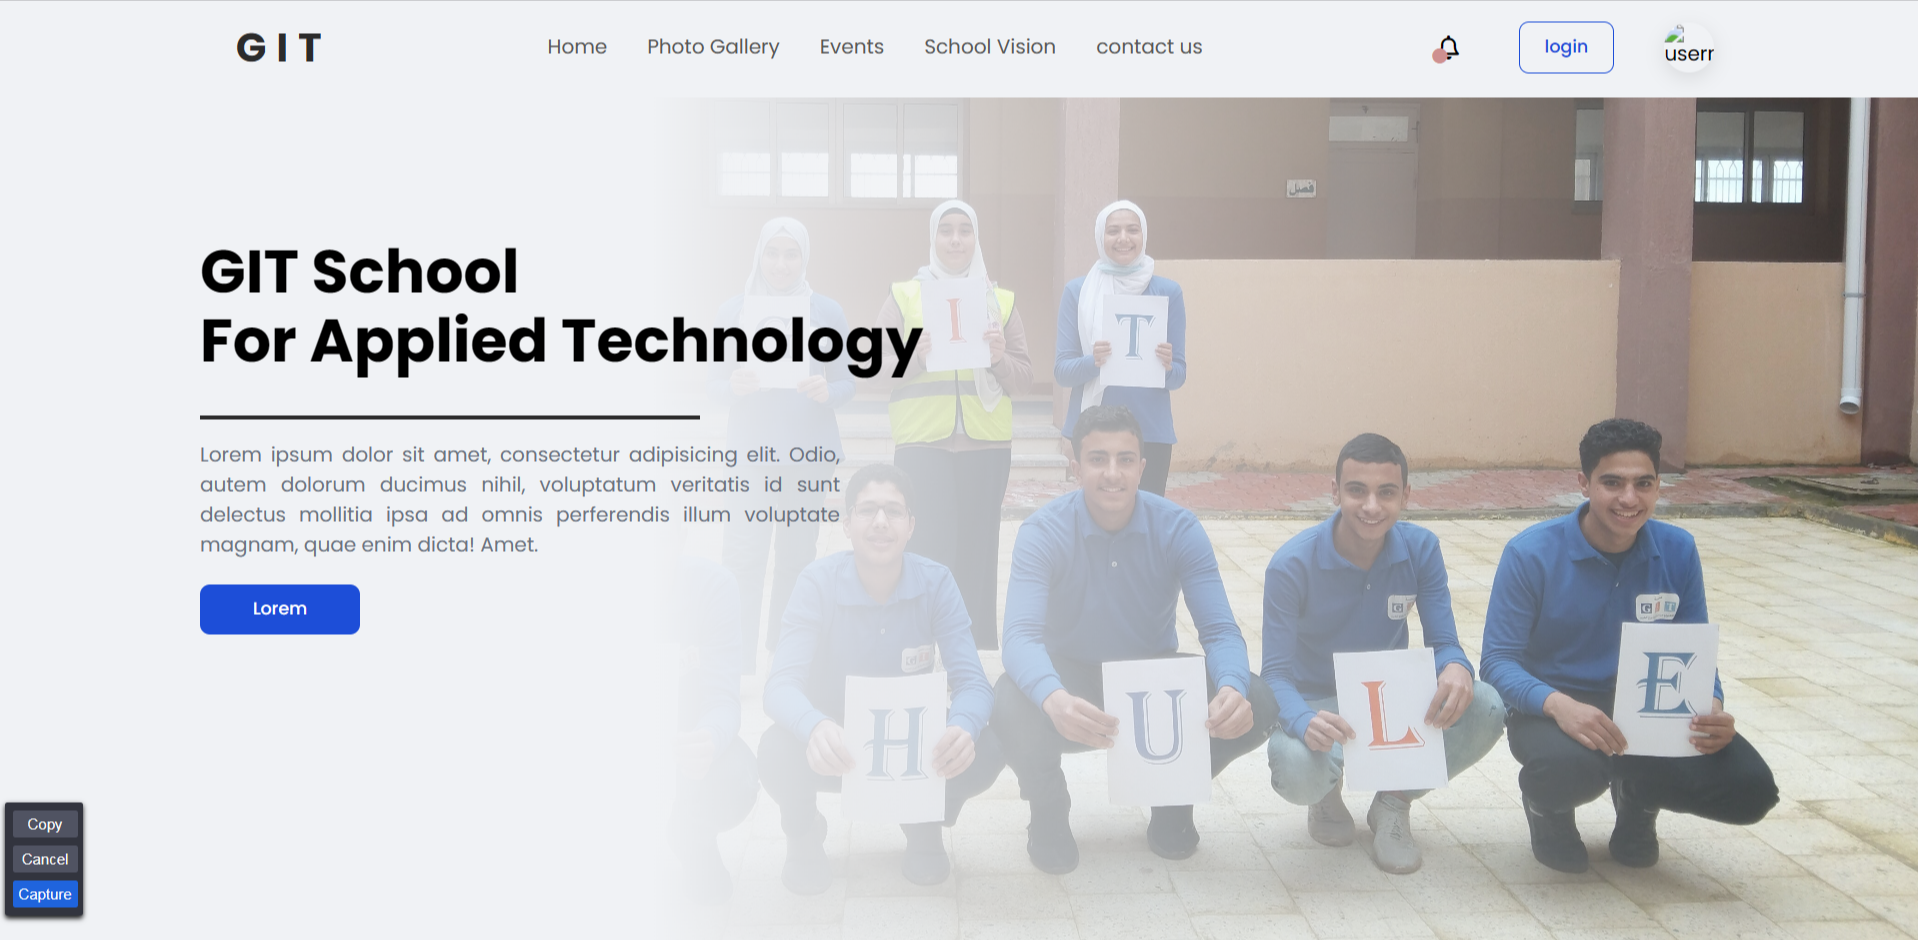 GIT
Home
Photo Gallery
Events
School Vision
contact us
login
userr
فصل
GIT School
For Applied Technology
I
T
Lorem ipsum dolor sit amet, consectetur adipisicing elit. Odio,
autem dolorum ducimus nihil, voluptatum veritatis id sunt
delectus mollitia ipsa ad omnis perferendis illum voluptate
magnam, quae enim dicta! Amet.
Lorem
H
U
L
E
Copy
Cancel
Capture